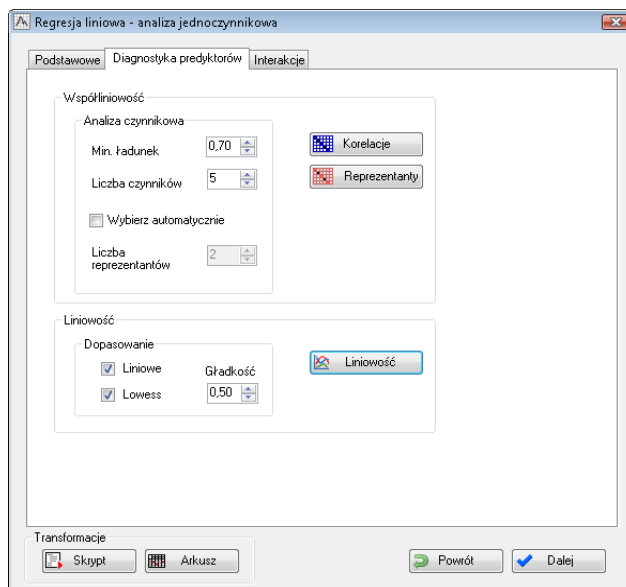 Regresja liniowa - analiza jednoczynnikowa
Podstawowe Diagnostyka predyktorów Interakcje
Współliniowość
Analiza czynnikowa
Min. ładunek 0,70
Korelacje
Liczba czynników 5
Reprezentanty
Wybierz automatycznie
Liczba
reprezentantów 2
Liniowość
Dopasowanie
Liniowe Gładkość
Liniowość
Lowess 0,50
Transformacje
Skrypt Arkusz Powrót Dalej